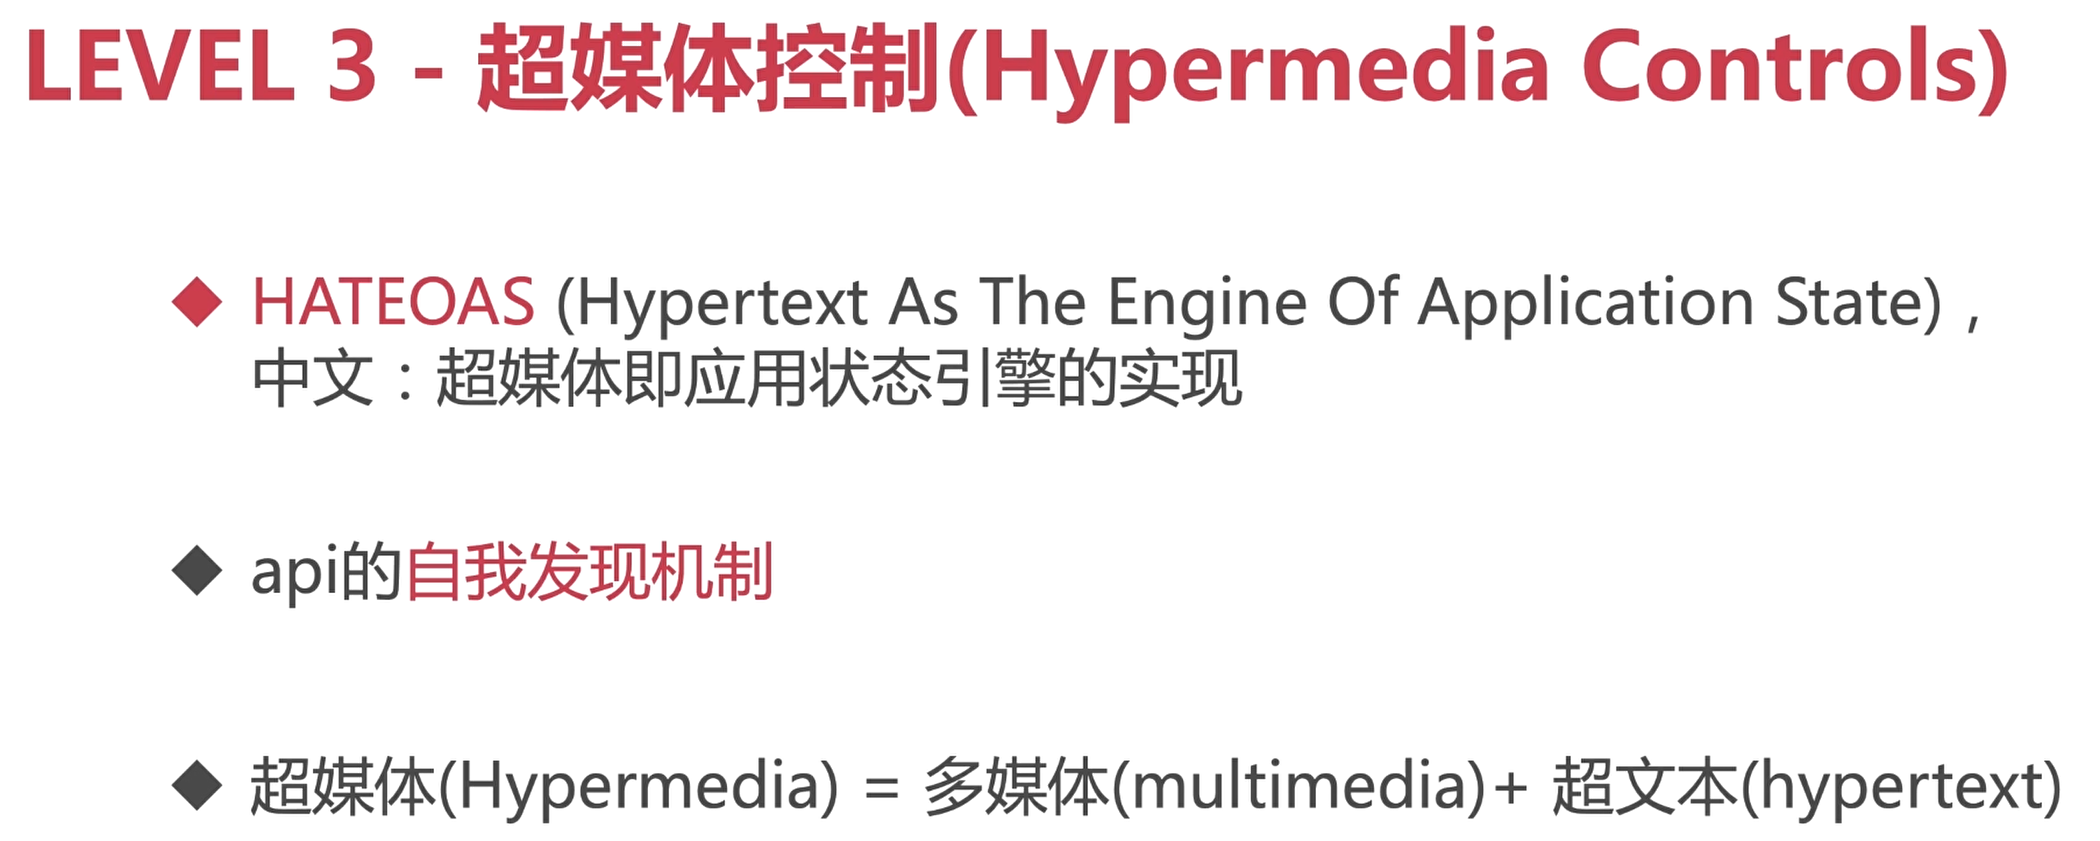 LEVEL 3 - 超媒体控制(Hypermedia Controls)
HATEOAS (Hypertext As The Engine Of Application State)，
中文：超媒体即应用状态引擎的实现
api的自我发现机制
超媒体(Hypermedia) = 多媒体(multimedia)+ 超文本(hypertext)